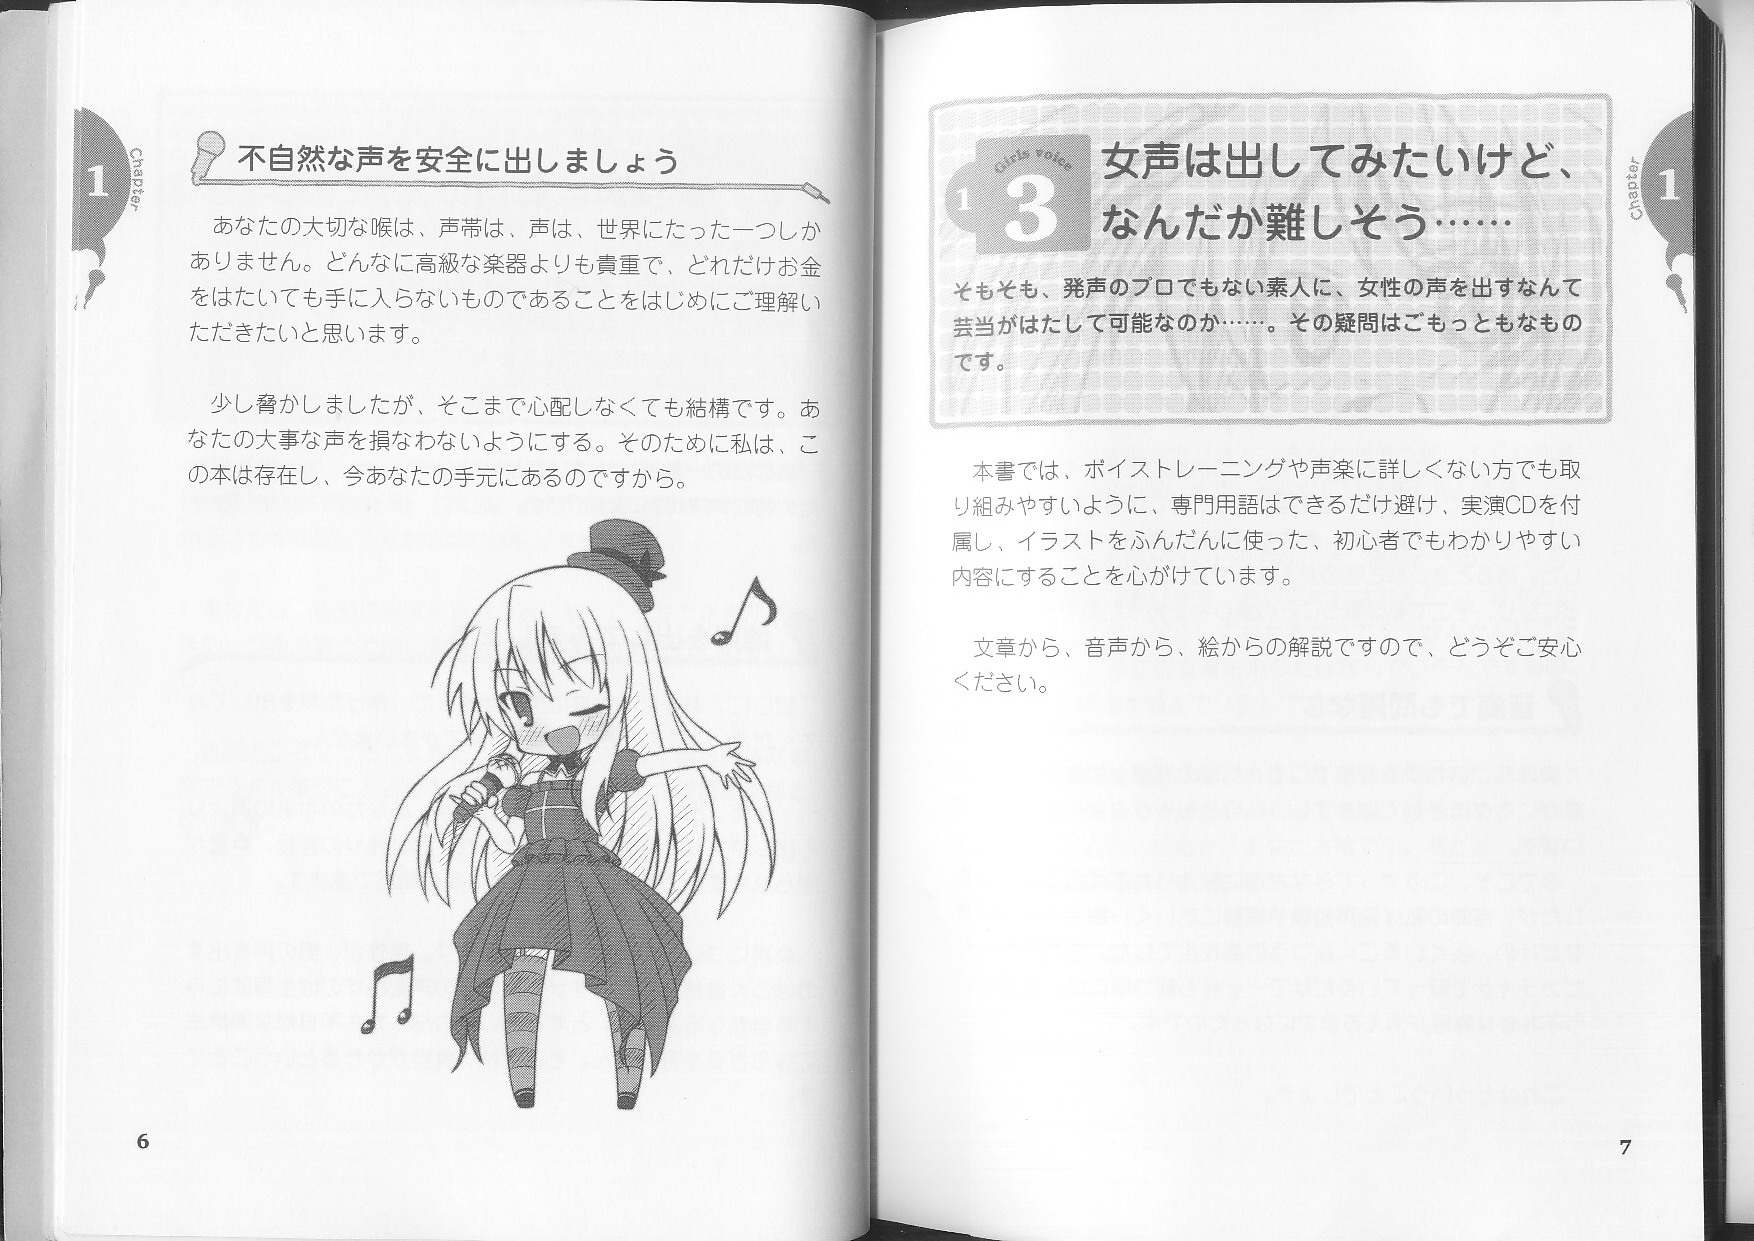 1
Chapter
不自然な声を安全に出しましょう
あなたの大切な喉は、声帯は、声は、世界にたった一つしか
ありません。どんなに高級な楽器よりも貴重で、どれだけお金
をはたいても手に入らないものであることをはじめにご理解い
ただきたいと思います。
少し脅かしましたが、そこまで心配しなくても結構です。あ
なたの大事な声を損なわないようにする。そのために私は、こ
の本は存在し、今あなたの手元にあるのですから。
6
1
Girls voice
3
女声は出してみたいけど、
なんだか難しそう……
そもそも、発声のプロでもない素人に、女性の声を出すなんて
芸当がはたして可能なのか……。その疑問はごもっともなもの
です。
本書では、ボイストレーニングや声楽に詳しくない方でも取
り組みやすいように、専門用語はできるだけ避け、実演CDを付
属し、イラストをふんだんに使った、初心者でもわかりやすい
内容にすることを心がけています。
文章から、音声から、絵からの解説ですので、どうぞご安心
ください。
Chapter
1
7